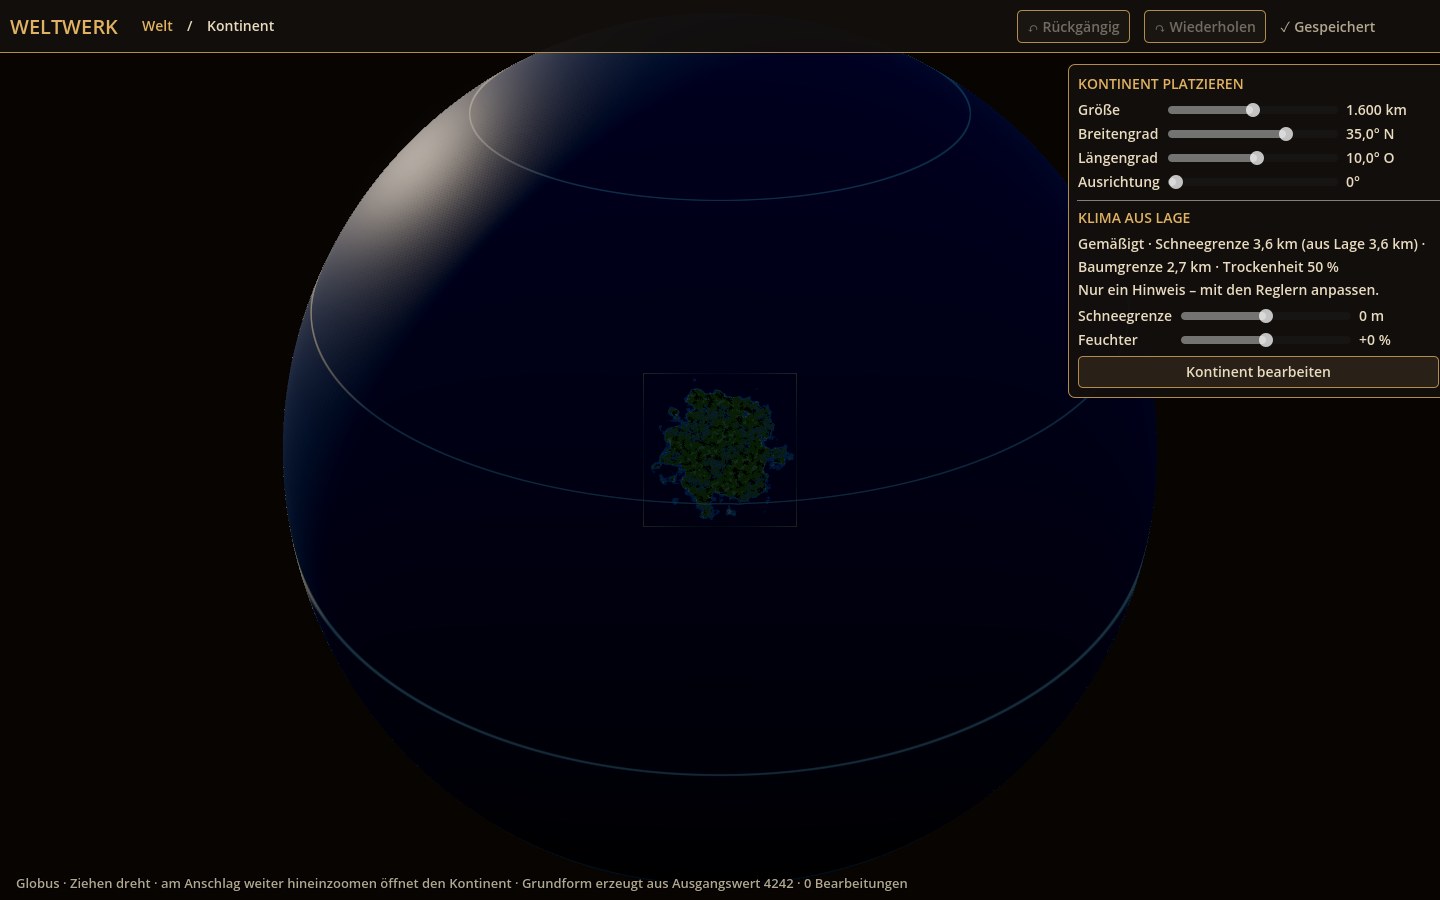 WELTWERK Welt / Kontinent ↶ Rückgängig ↷ Wiederholen ✓ Gespeichert
KONTINENT PLATZIEREN
Größe 1.600 km
Breitengrad 35,0° N
Längengrad 10,0° O
Ausrichtung 0°
KLIMA AUS LAGE
Gemäßigt · Schneegrenze 3,6 km (aus Lage 3,6 km) ·
Baumgrenze 2,7 km · Trockenheit 50 %
Nur ein Hinweis – mit den Reglern anpassen.
Schneegrenze 0 m
Feuchter +0 %
Kontinent bearbeiten
Globus · Ziehen dreht · am Anschlag weiter hineinzoomen öffnet den Kontinent · Grundform erzeugt aus Ausgangswert 4242 · 0 Bearbeitungen